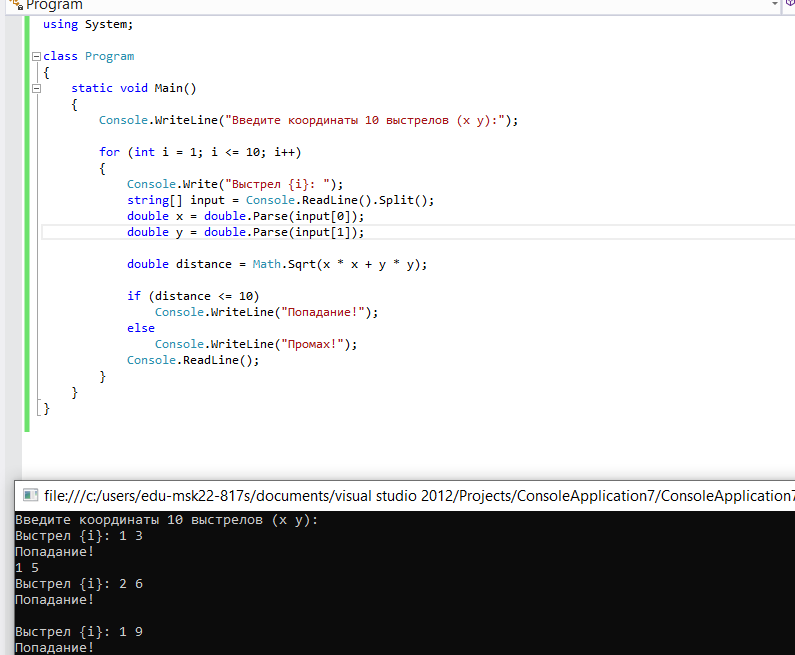 Program
using System;
class Program
{
static void Main()
{
Console.WriteLine("Введите координаты 10 выстрелов (x y):");
for (int i = 1; i <= 10; i++)
{
Console.Write("Выстрел {i}: ");
string[] input = Console.ReadLine().Split();
double x = double.Parse(input[0]);
double y = double.Parse(input[1]);
double distance = Math.Sqrt(x * x + y * y);
if (distance <= 10)
Console.WriteLine("Попадание!");
else
Console.WriteLine("Промах!");
Console.ReadLine();
}
}
}
file:///c:/users/edu-msk22-817s/documents/visual studio 2012/Projects/ConsoleApplication7/ConsoleApplication7
Введите координаты 10 выстрелов (x y):
Выстрел {i}: 1 3
Попадание!
1 5
Выстрел {i}: 2 6
Попадание!
Выстрел {i}: 1 9
Попадание!